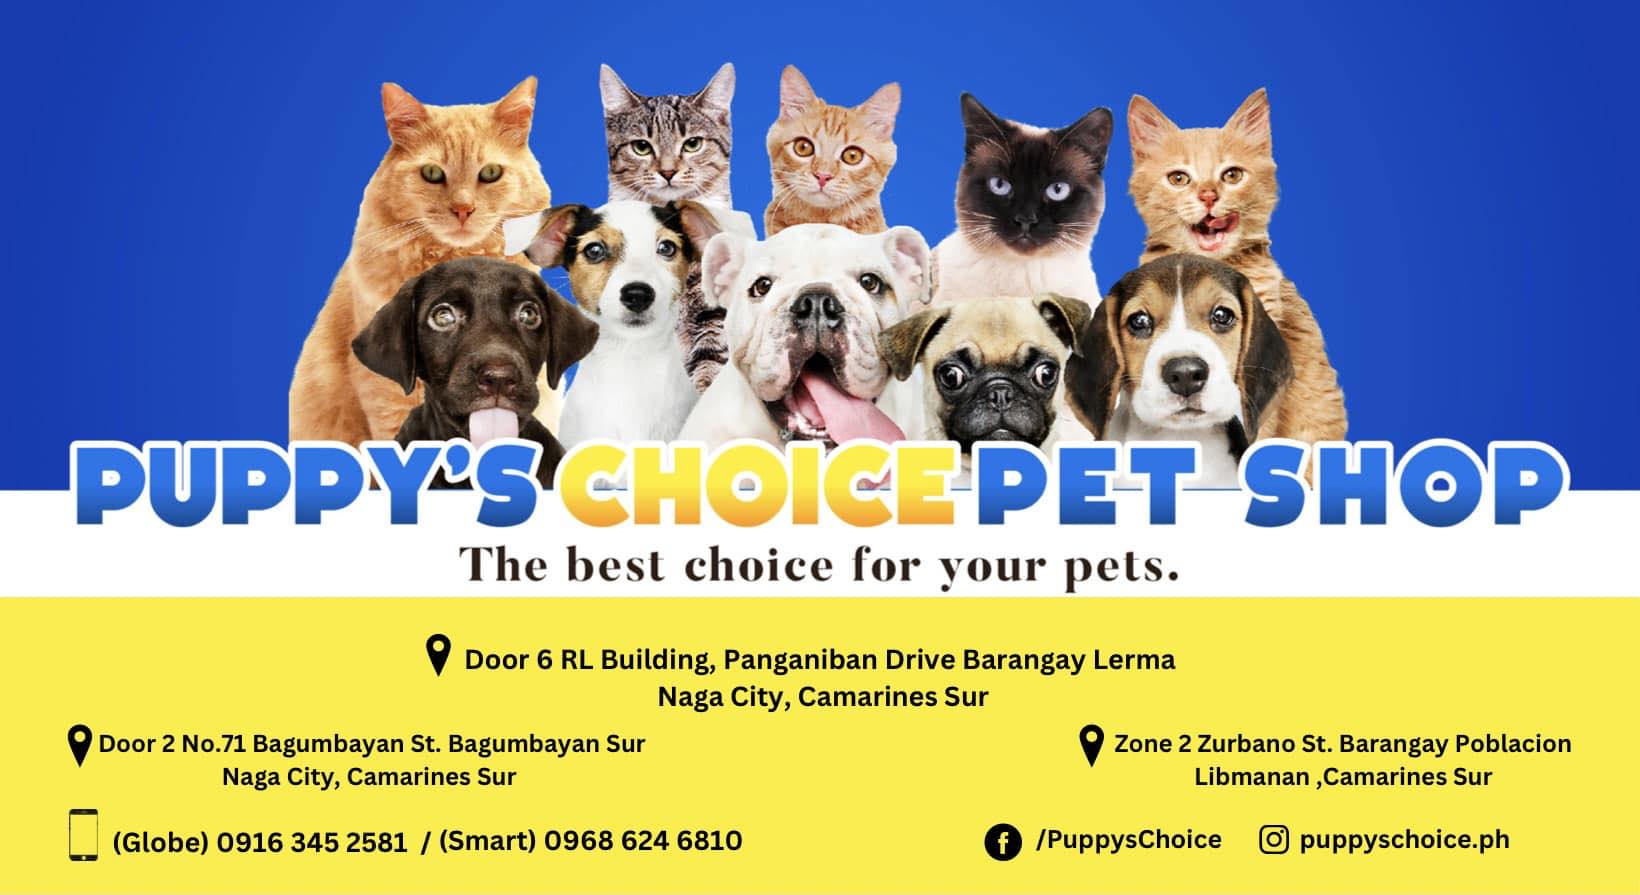 PUPPY'S CHOICE PET SHOP
The best choice for your pets.
Door 6 RL Building, Panganiban Drive Barangay Lerma
Naga City, Camarines Sur
Door 2 No.71 Bagumbayan St. Bagumbayan Sur
Naga City, Camarines Sur
Zone 2 Zurbano St. Barangay Poblacion
Libmanan ,Camarines Sur
(Globe) 0916 345 2581 / (Smart) 0968 624 6810
/PuppysChoice
puppyschoice.ph